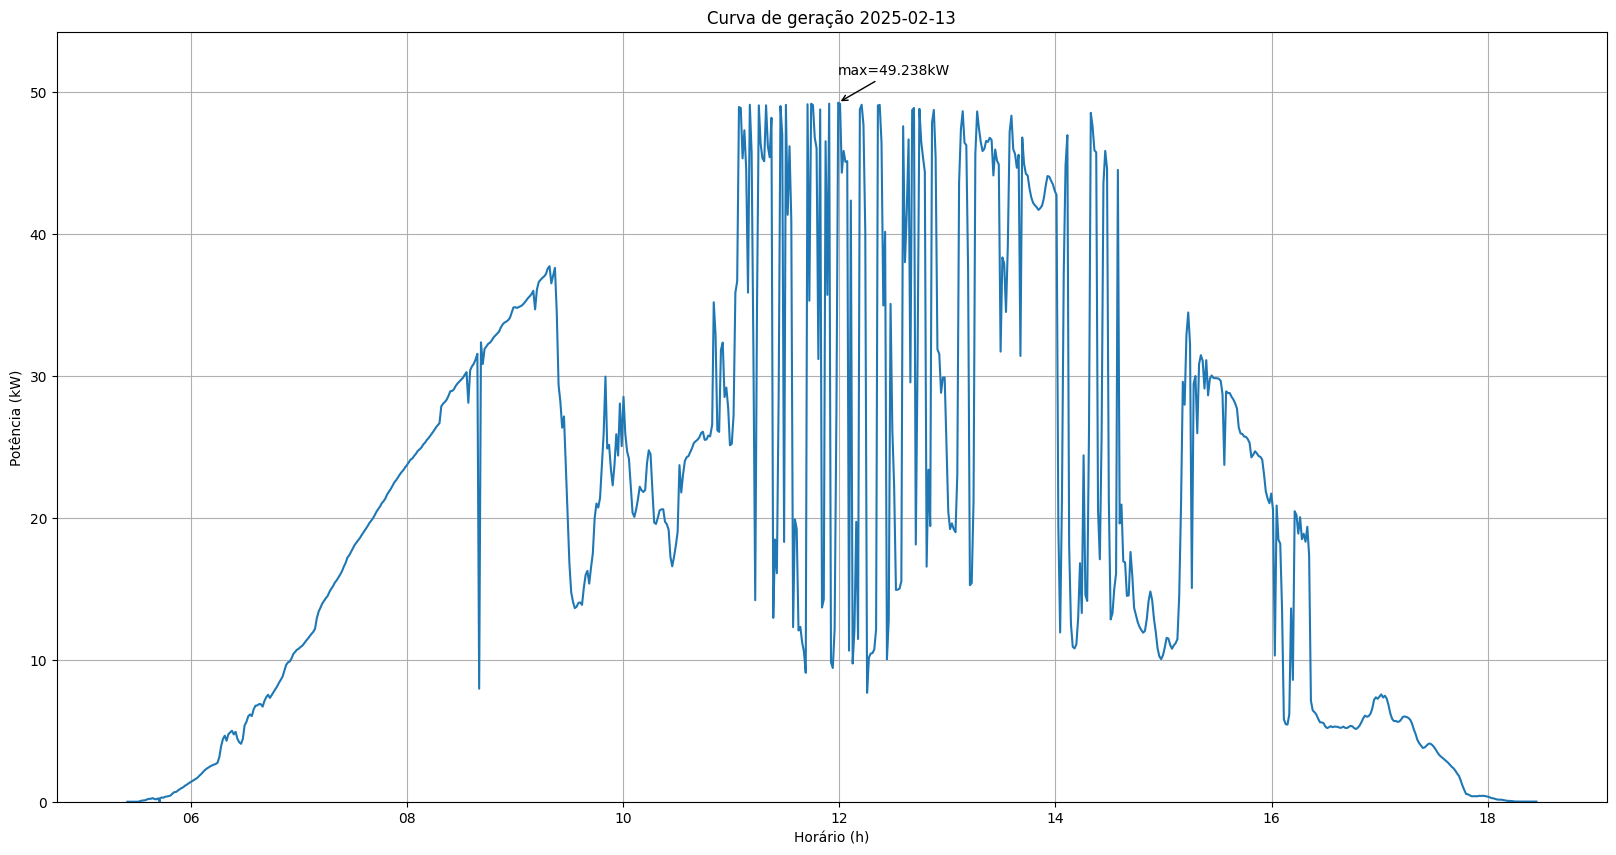 Curva de geração 2025-02-13
max=49.238kW
50
40
30
20
10
0
Potência (kW)
06 08 10 12 14 16 18
Horário (h)